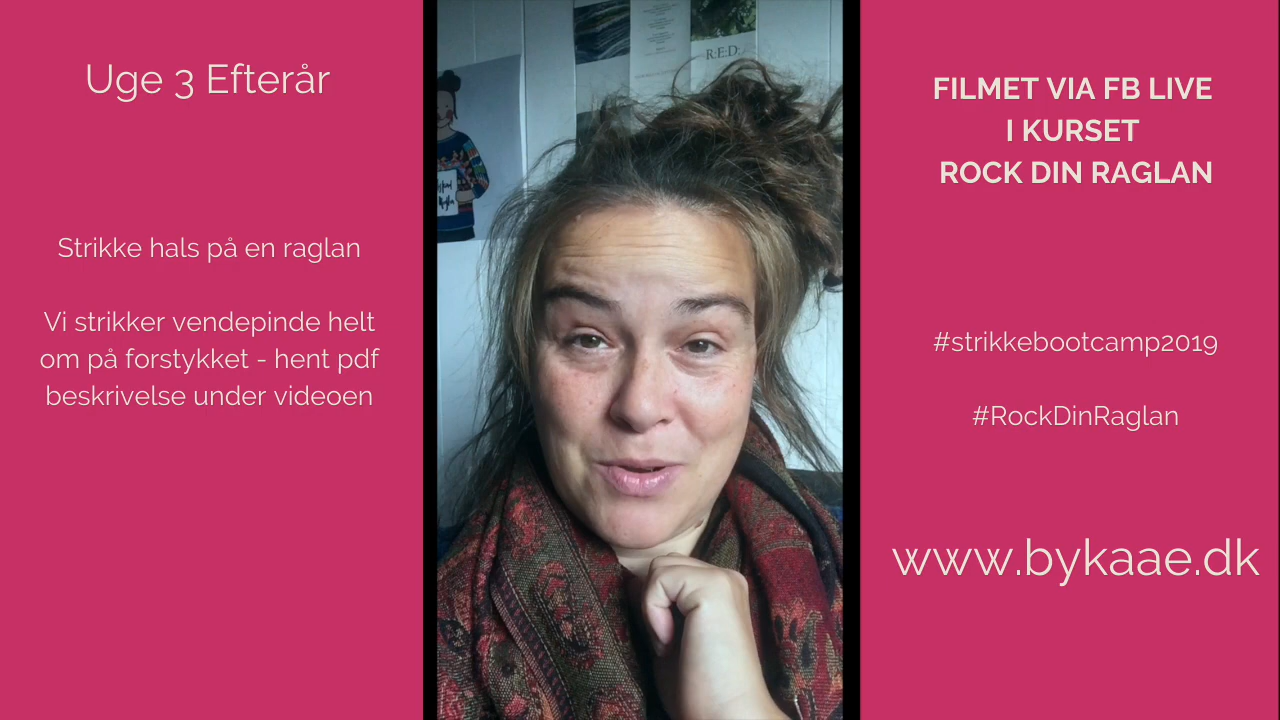 Uge 3 Efterår
Strikke hals på en raglan
Vi strikker vendepinde helt
om på forstykket - hent pdf
beskrivelse under videoen
R.E.D.
FILMET VIA FB LIVE
I KURSET
ROCK DIN RAGLAN
#strikkebootcamp2019
#RockDinRaglan
www.bykaae.dk